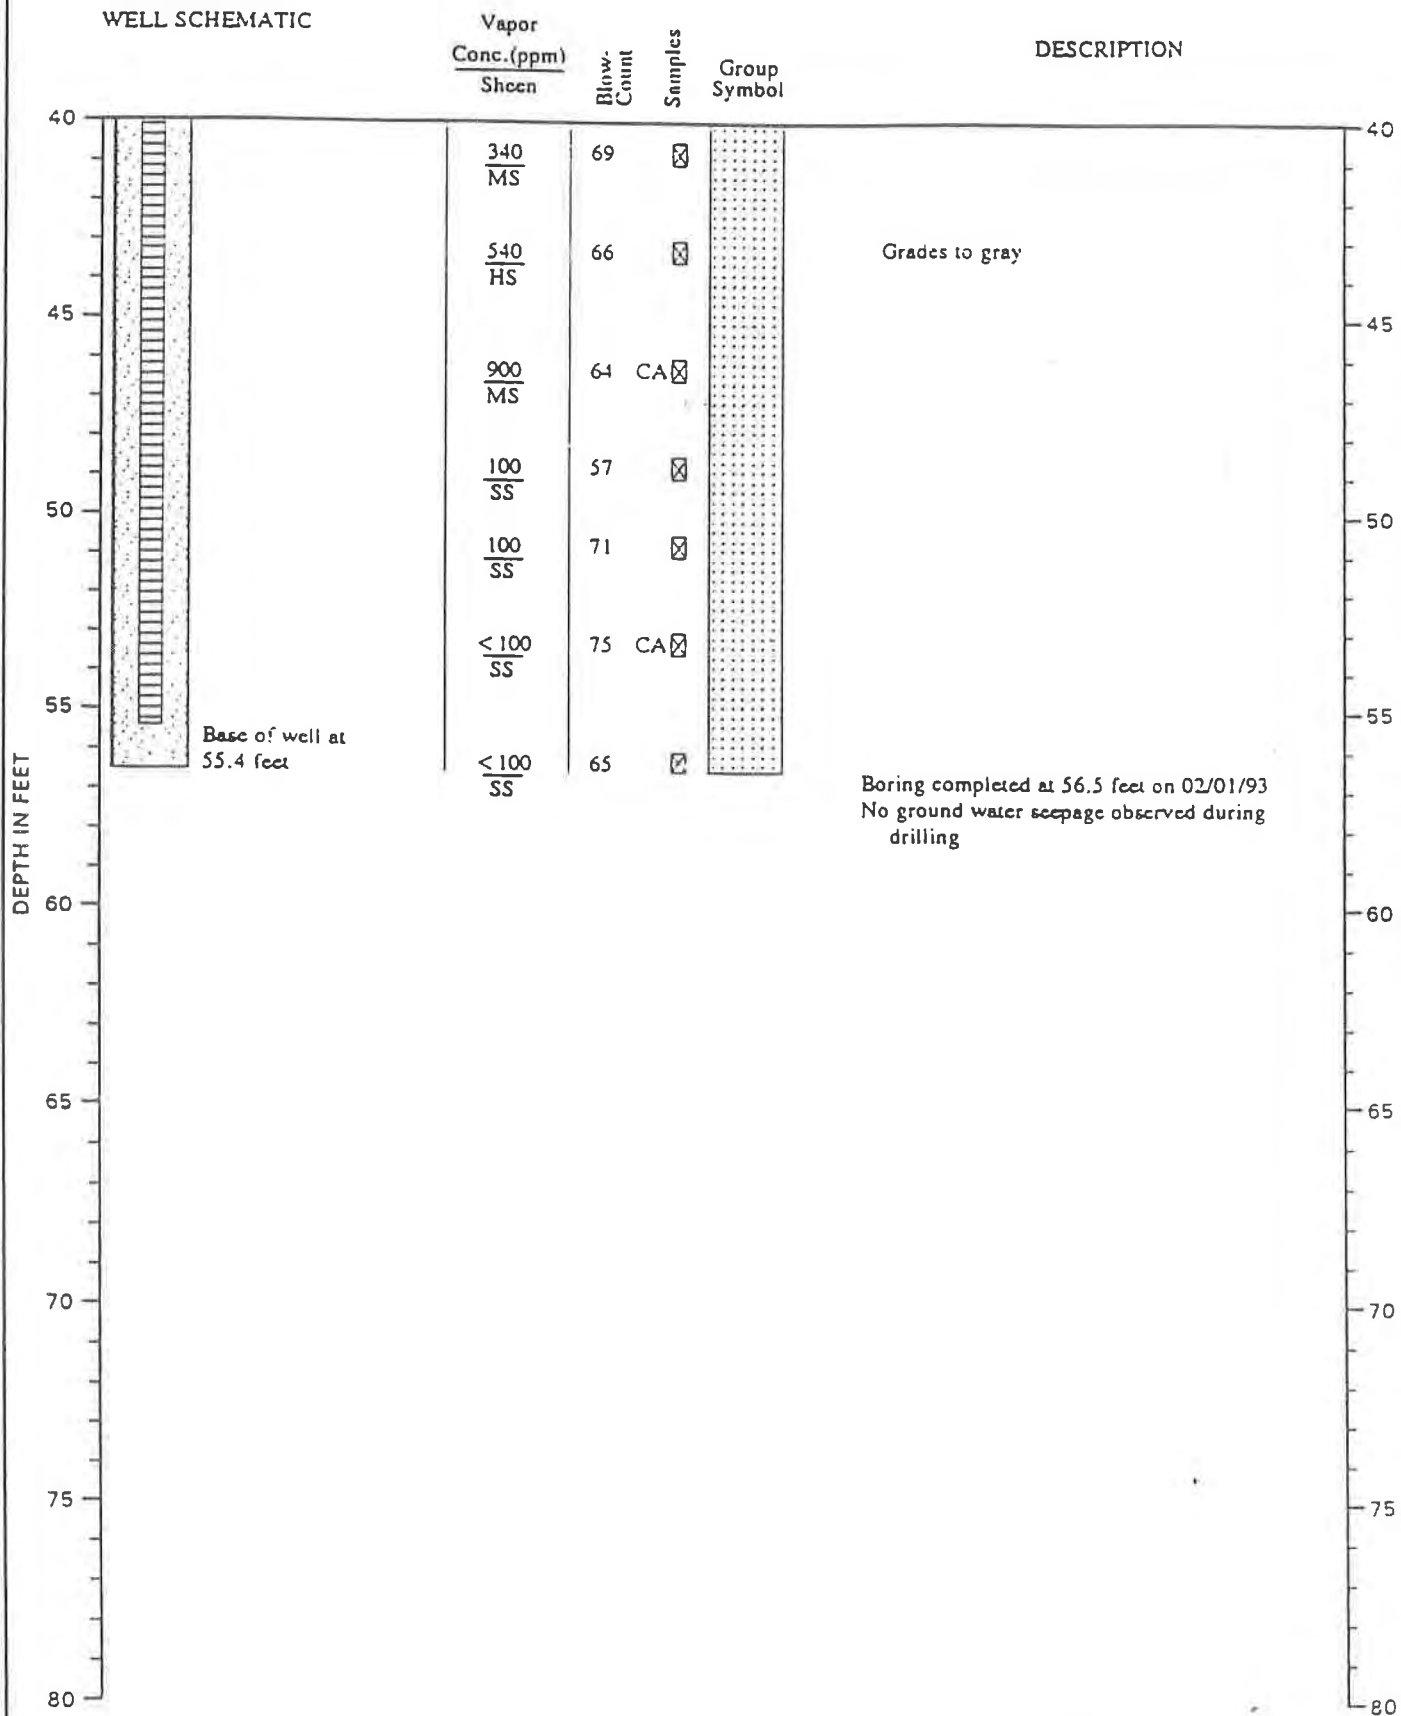 WELL SCHEMATIC
Vapor
Conc.(ppm)
Sheen
Blow-
Count
Samples
Group
Symbol
DESCRIPTION
40
40
340
MS
69
540
HS
66
Grades to gray
45
45
900
MS
64 CA
100
SS
57
50
50
100
SS
71
< 100
SS
75 CA
55
55
Base of well at
55.4 feet
< 100
SS
65
Boring completed at 56.5 feet on 02/01/93
No ground water seepage observed during
drilling
DEPTH IN FEET
60
60
65
65
70
70
75
75
80
80